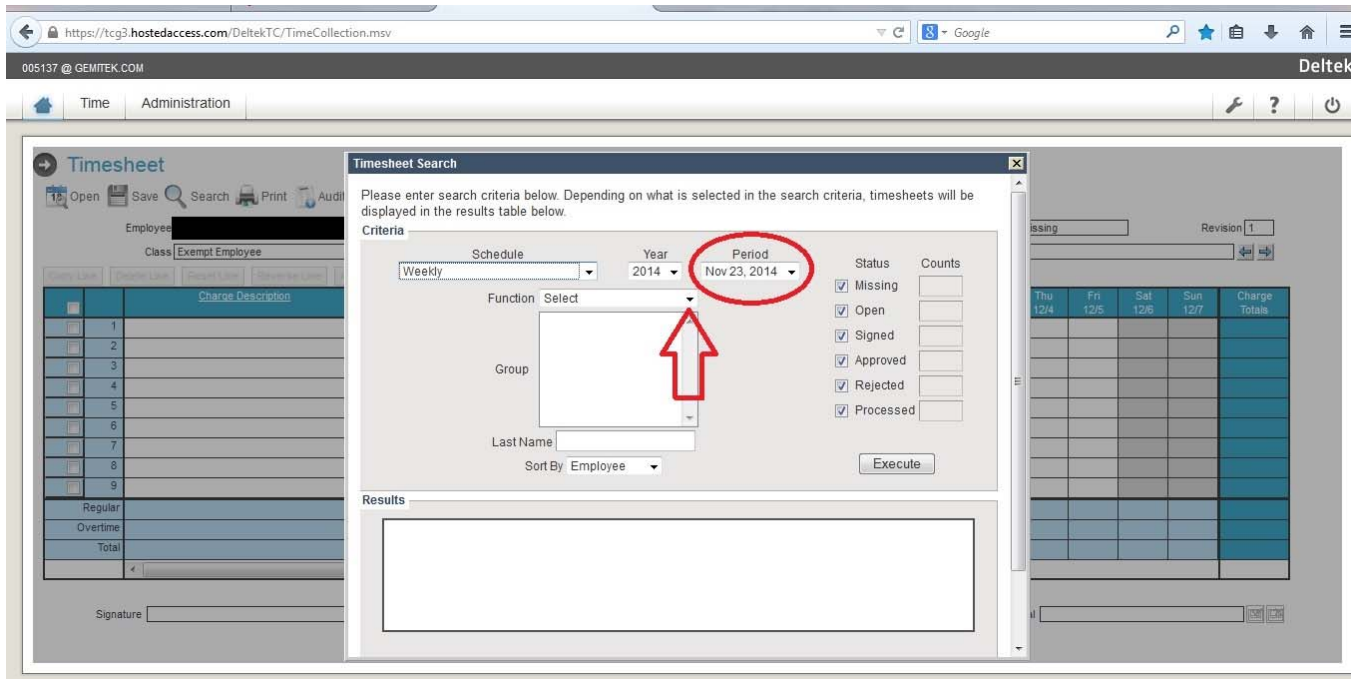 https://tcg3.hostedaccess.com/DeltekTC/TimeCollection.msv
Google
005137 @ GEMITEK.COM
Deltek
Time Administration
?
Timesheet
Open Save Search Print Audit
Employee
Class Exempt Employee
issing
Revision 1
Charge Description
Thu 12/4 Fri 12/5 Sat 12/6 Sun 12/7 Charge Totals
1
2
3
4
5
6
7
8
9
Regular
Overtime
Total
Signature
Timesheet Search
Please enter search criteria below. Depending on what is selected in the search criteria, timesheets will be
displayed in the results table below.
Criteria
Schedule Year Period
Weekly 2014 Nov 23, 2014
Function Select
Group
Last Name
Sort By Employee
Status Counts
Missing
Open
Signed
Approved
Rejected
Processed
Execute
Results